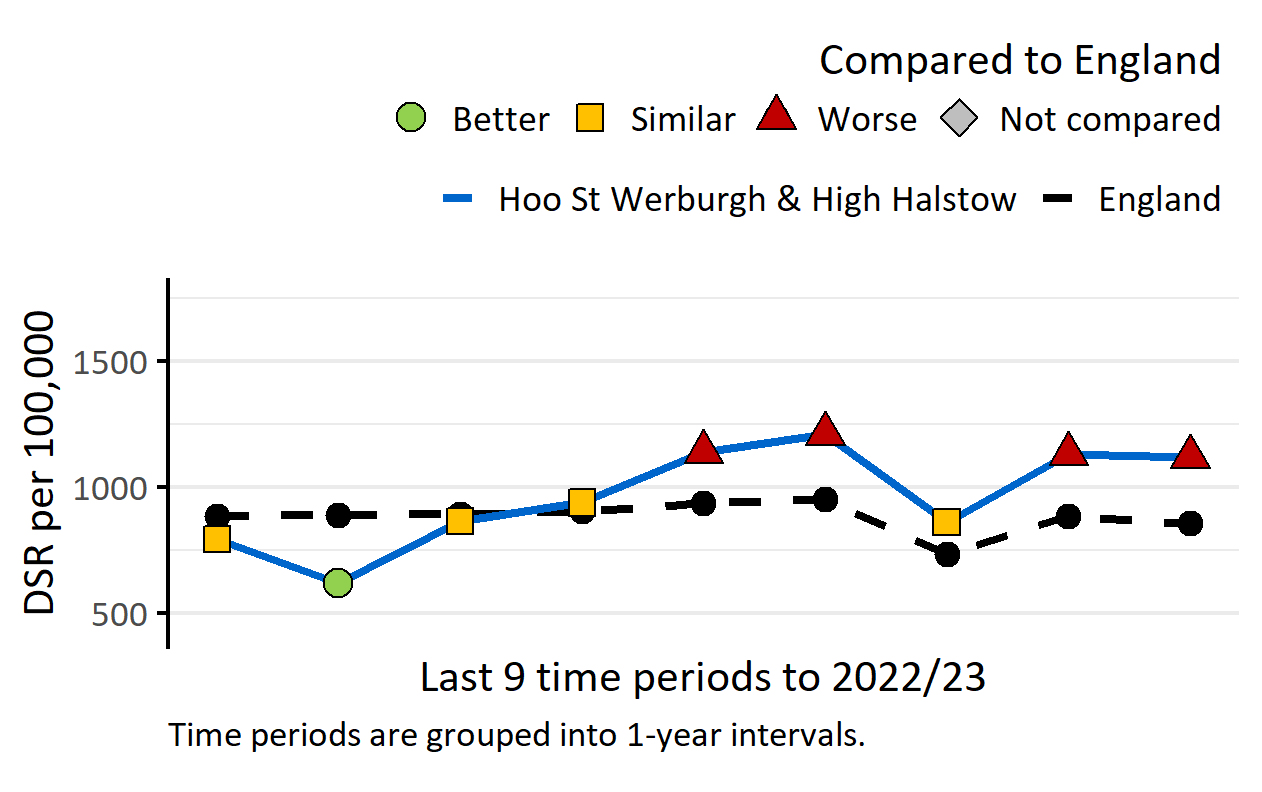 Compared to England
Better Similar Worse Not compared
Hoo St Werburgh & High Halstow England
DSR per 100,000
1500
1000
500
Last 9 time periods to 2022/23
Time periods are grouped into 1-year intervals.